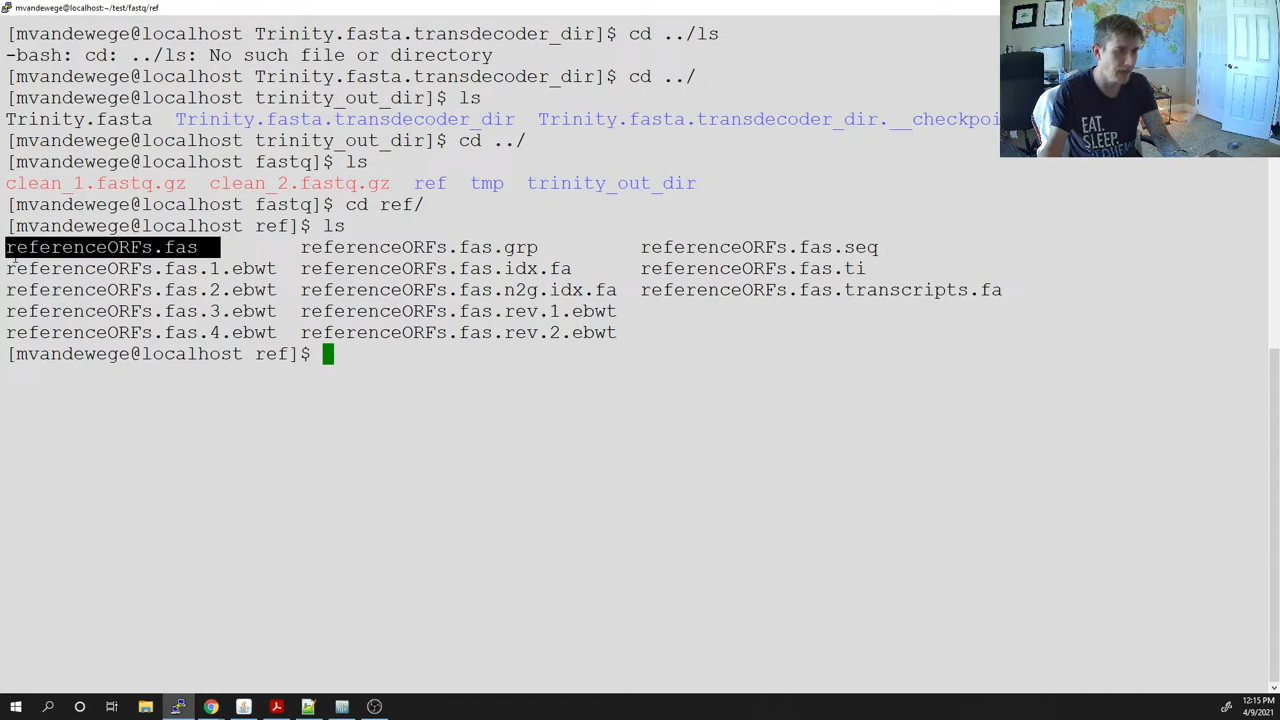 mvandewege@localhost:~/test/fastq/ref
[mvandewege@localhost Trinity.fasta.transdecoder_dir]$ cd ../ls
-bash: cd: ../ls: No such file or directory
[mvandewege@localhost Trinity.fasta.transdecoder_dir]$ cd ../
[mvandewege@localhost trinity_out_dir]$ ls
Trinity.fasta  Trinity.fasta.transdecoder_dir  Trinity.fasta.transdecoder_dir.__checkpoi
[mvandewege@localhost trinity_out_dir]$ cd ../
[mvandewege@localhost fastq]$ ls
clean_1.fastq.gz  clean_2.fastq.gz  ref  tmp  trinity_out_dir
[mvandewege@localhost fastq]$ cd ref/
[mvandewege@localhost ref]$ ls
referenceORFs.fas  referenceORFs.fas.grp  referenceORFs.fas.seq
referenceORFs.fas.1.ebwt  referenceORFs.fas.idx.fa  referenceORFs.fas.ti
referenceORFs.fas.2.ebwt  referenceORFs.fas.n2g.idx.fa  referenceORFs.fas.transcripts.fa
referenceORFs.fas.3.ebwt  referenceORFs.fas.rev.1.ebwt
referenceORFs.fas.4.ebwt  referenceORFs.fas.rev.2.ebwt
[mvandewege@localhost ref]$
EAT.
SLEEP.
12:15 PM
4/9/2021